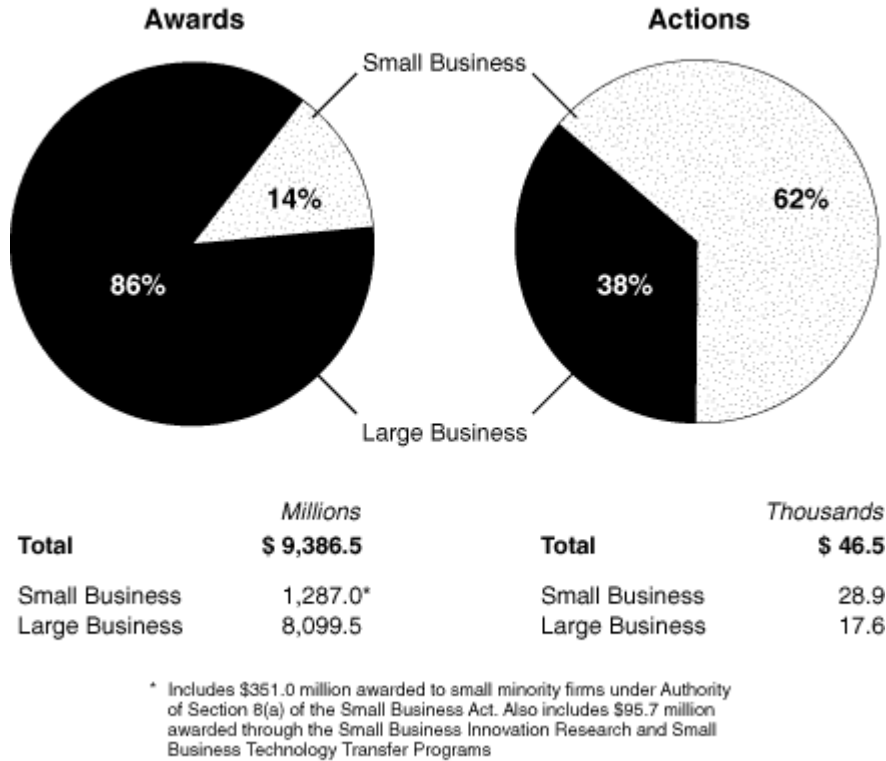 Awards
Actions
Small Business
14%
86%
62%
38%
Large Business
Millions
Total $ 9,386.5
Small Business 1,287.0*
Large Business 8,099.5
Thousands
Total $ 46.5
Small Business 28.9
Large Business 17.6
* Includes $351.0 million awarded to small minority firms under Authority
of Section 8(a) of the Small Business Act. Also includes $95.7 million
awarded through the Small Business Innovation Research and Small
Business Technology Transfer Programs